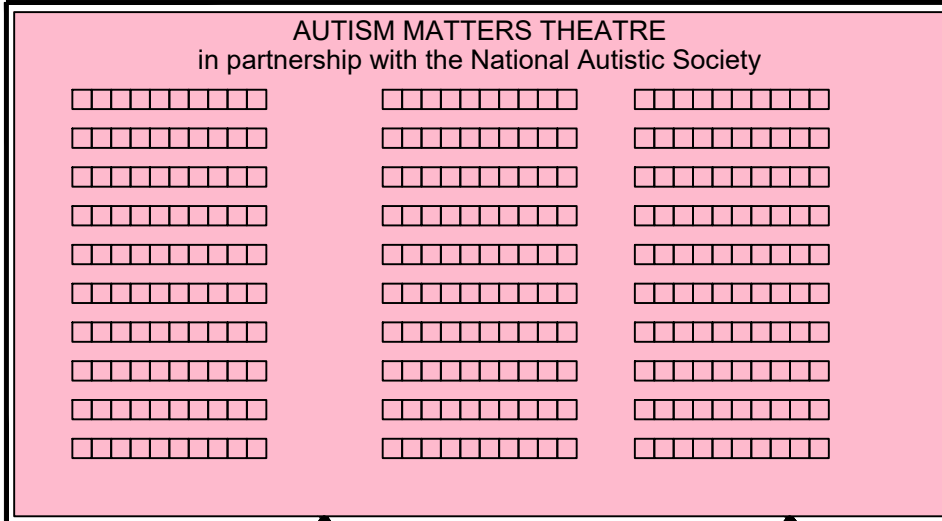 AUTISM MATTERS THEATRE
in partnership with the National Autistic Society